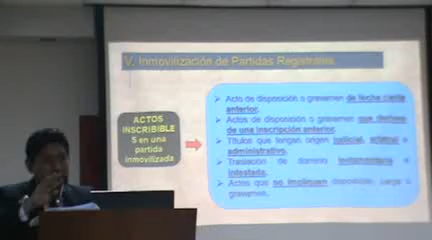 V. Inmovilización de Partidas Registrales.
ACTOS
INSCRIBIBLE
S en una
partida
inmovilizada
Acto de disposición o gravamen de fecha cierta
anterior.
Actos de disposición o gravamen que derivan
de una inscripción anterior.
Títulos que tengan origen judicial, arbitral o
administrativo.
Traslación de dominio testamentaria e
intestada.
Actos que no impliquen disposición, carga o
gravamen.